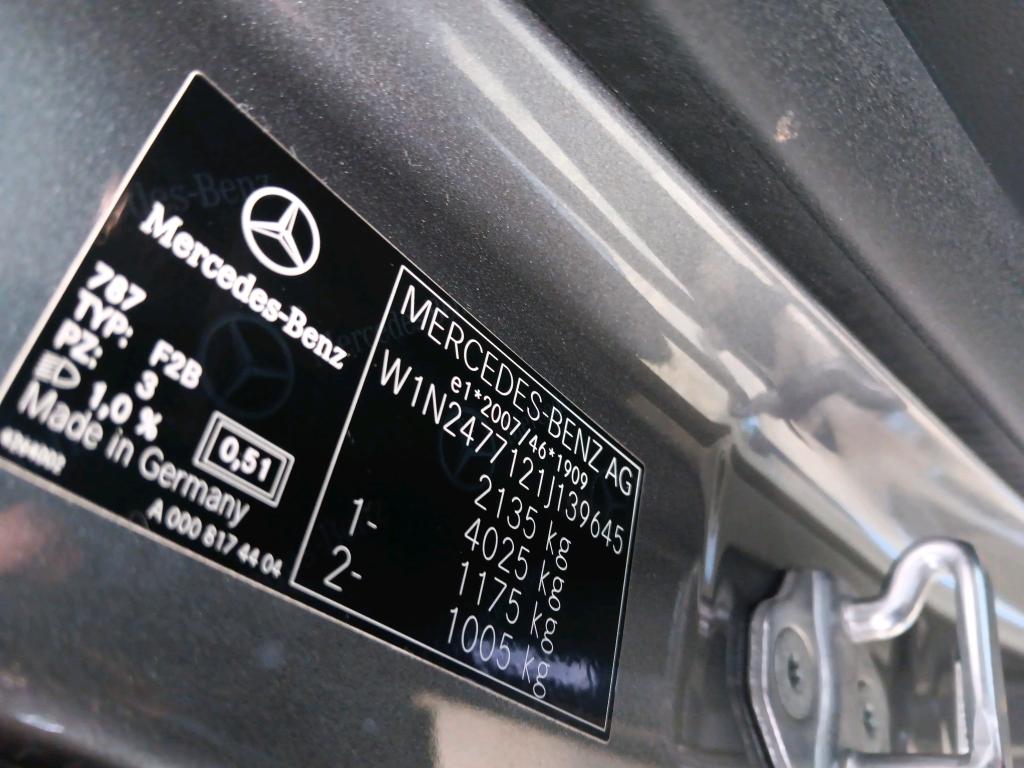 Mercedes-Benz
787
TYP: F2B
PZ: 3
1,0 %
0,51
Made in Germany
A 000 817 44 04
MERCEDES-BENZ AG
e1*2007/46*1909
W1N2477121J139645
2135 kg
4025 kg
1- 1175 kg
2- 1005 kg